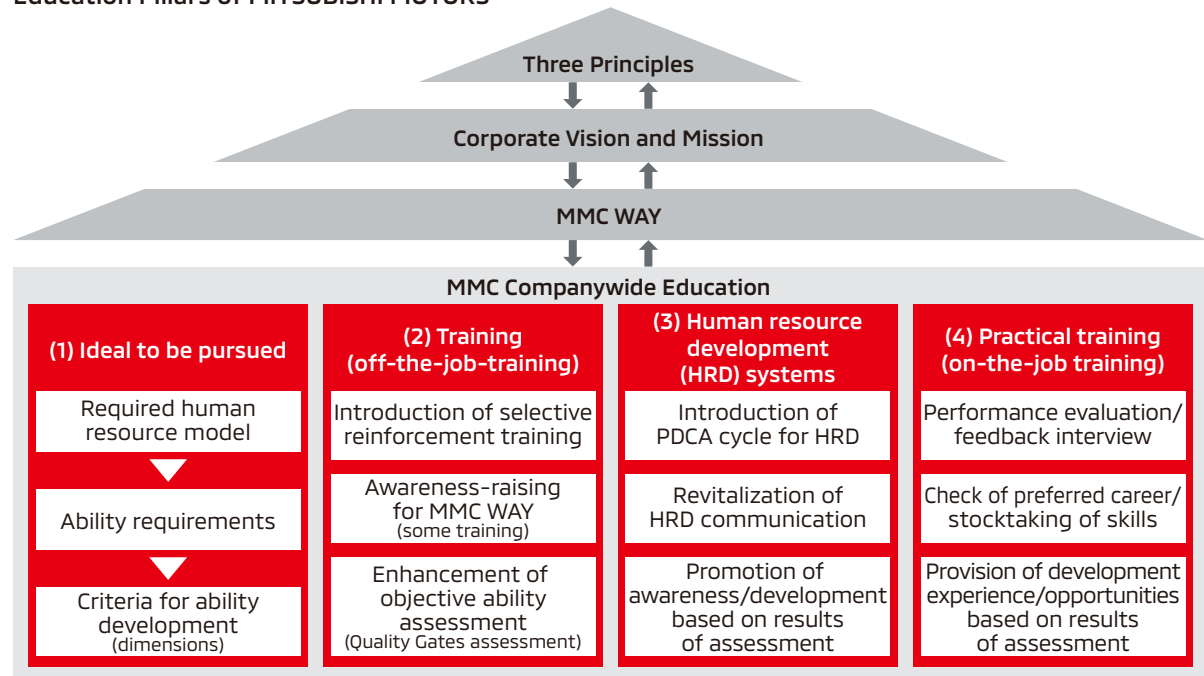 Education Pillars of MITSUBISHI MOTORS
Three Principles
Corporate Vision and Mission
MMC WAY
MMC Companywide Education
(1) Ideal to be pursued
Required human
resource model
Ability requirements
Criteria for ability
development
(dimensions)
(2) Training
(off-the-job-training)
Introduction of selective
reinforcement training
Awareness-raising
for MMC WAY
(some training)
Enhancement of
objective ability
assessment
(Quality Gates assessment)
(3) Human resource
development
(HRD) systems
Introduction of
PDCA cycle for HRD
Revitalization of
HRD communication
Promotion of
awareness/development
based on results
of assessment
(4) Practical training
(on-the-job training)
Performance evaluation/
feedback interview
Check of preferred career/
stocktaking of skills
Provision of development
experience/opportunities
based on results
of assessment